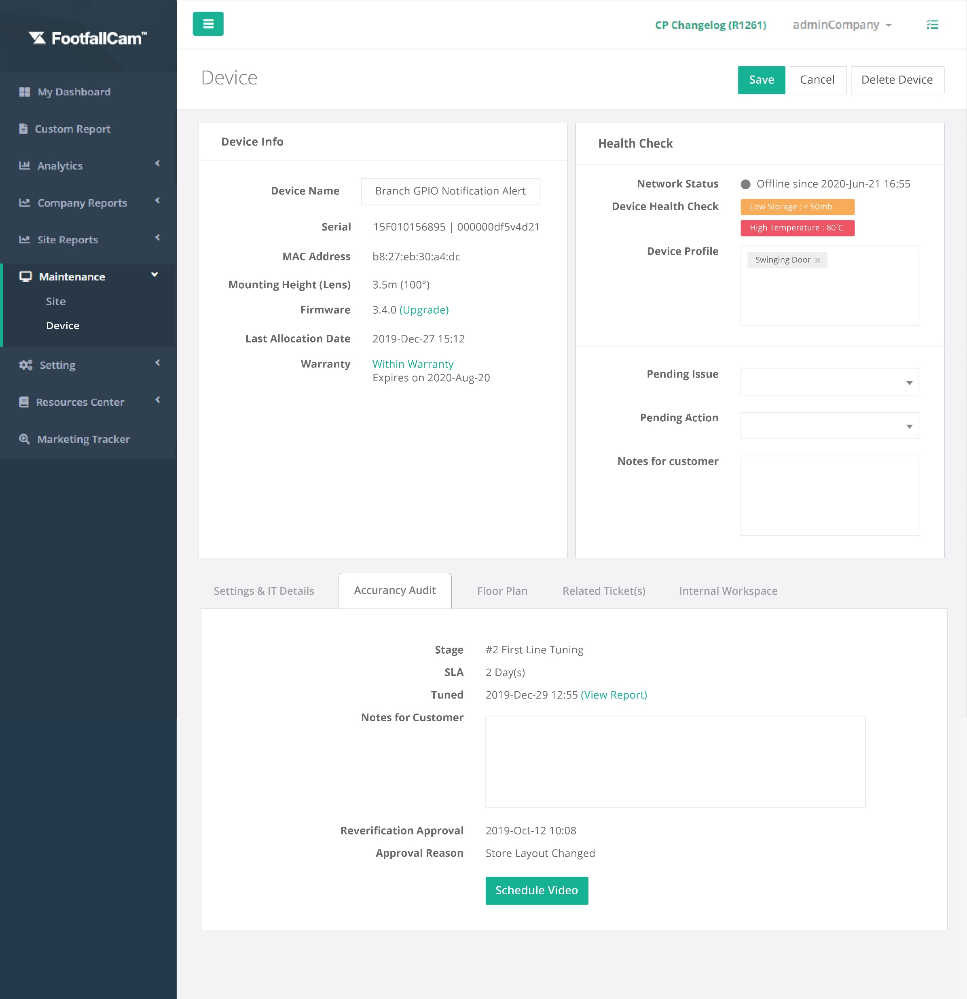 FootfallCam™
My Dashboard
Custom Report
Analytics
Company Reports
Site Reports
Maintenance
Site
Device
Setting
Resources Center
Marketing Tracker
CP Changelog (R1261)
adminCompany
Device
Save
Cancel
Delete Device
Device Info
Device Name Branch GPIO Notification Alert
Serial 15F010156895 | 000000df5v4d21
MAC Address b8:27:eb:30:a4:dc
Mounting Height (Lens) 3.5m (100°)
Firmware 3.4.0 (Upgrade)
Last Allocation Date 2019-Dec-27 15:12
Warranty Within Warranty
Expires on 2020-Aug-20
Health Check
Network Status Offline since 2020-Jun-21 16:55
Device Health Check Low Storage : < 50mb
High Temperature : 80°C
Device Profile Swinging Door ×
Pending Issue
Pending Action
Notes for customer
Settings & IT Details
Accurancy Audit
Floor Plan
Related Ticket(s)
Internal Workspace
Stage #2 First Line Tuning
SLA 2 Day(s)
Tuned 2019-Dec-29 12:55 (View Report)
Notes for Customer
Reverification Approval 2019-Oct-12 10:08
Approval Reason Store Layout Changed
Schedule Video